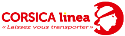 CORSICA linea
« Laissez vous transporter »